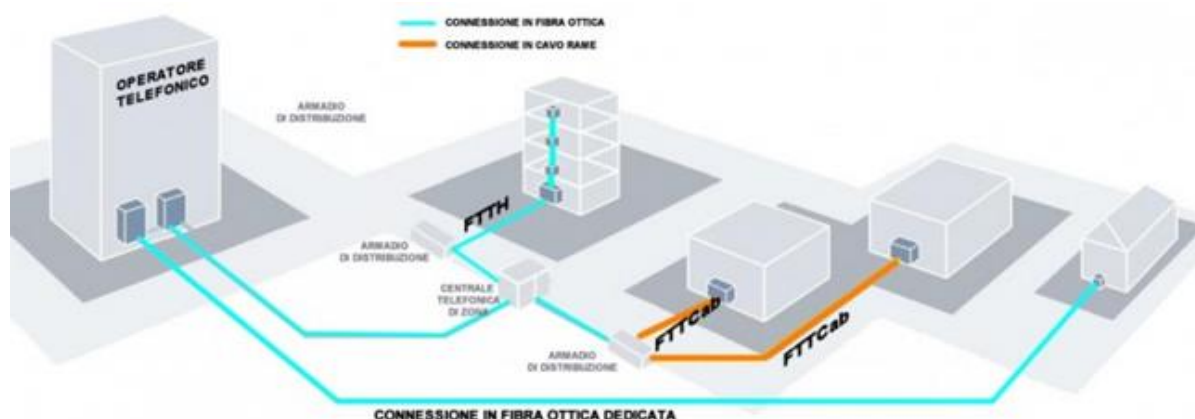 CONNESSIONE IN FIBRA OTTICA
CONNESSIONE IN CAVO RAME
OPERATORE
TELEFONICO
ARMADIO
DI DISTRIBUZIONE
FTTH
ARMADIO
DI DISTRIBUZIONE
CENTRALE
TELEFONICA
DI ZONA
FTTCab
FTTCab
ARMADIO
DI DISTRIBUZIONE
CONNESSIONE IN FIBRA OTTICA DEDICATA